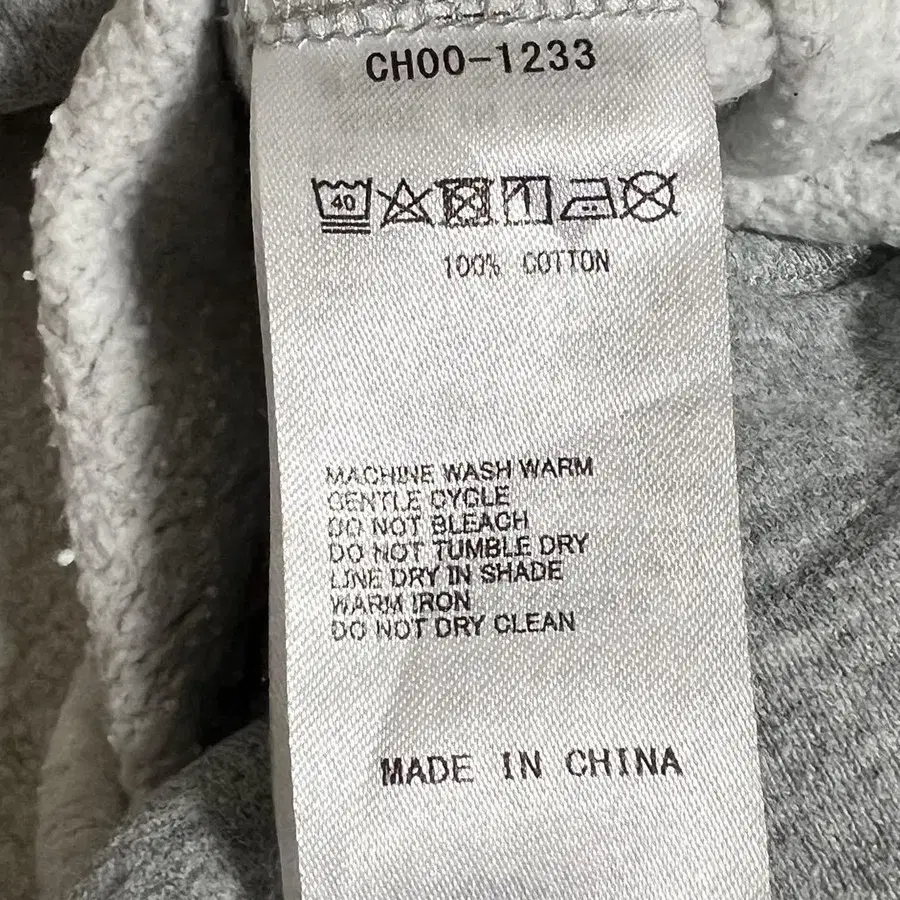 CH00-1233
40
100% COTTON
MACHINE WASH WARM
GENTLE CYCLE
DO NOT BLEACH
DO NOT TUMBLE DRY
LINE DRY IN SHADE
WARM IRON
DO NOT DRY CLEAN
MADE IN CHINA